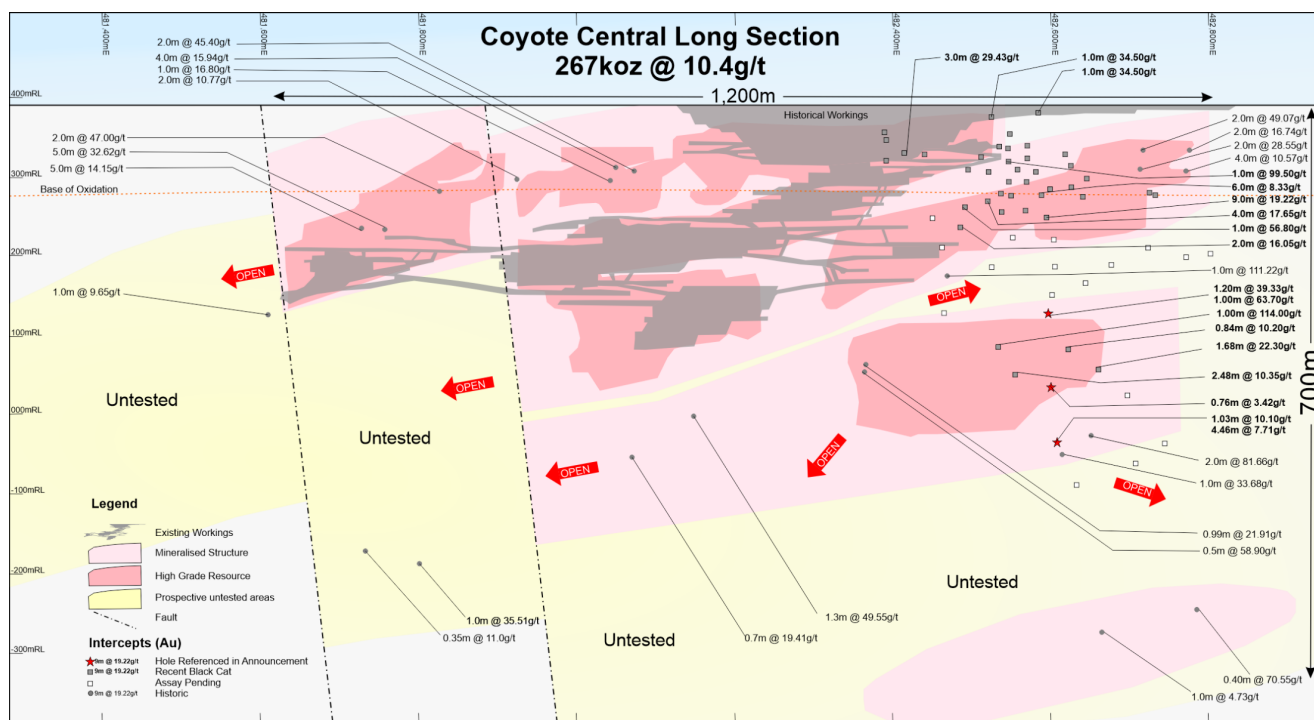 481,400mE
481,600mE
481,800mE
482,400mE
482,600mE
482,800mE
Coyote Central Long Section
267koz @ 10.4g/t
1,200m
700m
Historical Workings
400mRL
300mRL
Base of Oxidation
200mRL
100mRL
000mRL
-100mRL
-200mRL
-300mRL
2.0m @ 45.40g/t
4.0m @ 15.94g/t
1.0m @ 16.80g/t
2.0m @ 10.77g/t
2.0m @ 47.00g/t
5.0m @ 32.62g/t
5.0m @ 14.15g/t
1.0m @ 9.65g/t
3.0m @ 29.43g/t
1.0m @ 34.50g/t
1.0m @ 34.50g/t
2.0m @ 49.07g/t
2.0m @ 16.74g/t
2.0m @ 28.55g/t
4.0m @ 10.57g/t
1.0m @ 99.50g/t
6.0m @ 8.33g/t
9.0m @ 19.22g/t
4.0m @ 17.65g/t
1.0m @ 56.80g/t
2.0m @ 16.05g/t
1.0m @ 111.22g/t
1.20m @ 39.33g/t
1.00m @ 63.70g/t
1.00m @ 114.00g/t
0.84m @ 10.20g/t
1.68m @ 22.30g/t
2.48m @ 10.35g/t
0.76m @ 3.42g/t
1.03m @ 10.10g/t
4.46m @ 7.71g/t
2.0m @ 81.66g/t
1.0m @ 33.68g/t
0.99m @ 21.91g/t
0.5m @ 58.90g/t
1.3m @ 49.55g/t
0.7m @ 19.41g/t
1.0m @ 35.51g/t
0.35m @ 11.0g/t
0.40m @ 70.55g/t
1.0m @ 4.73g/t
OPEN
OPEN
OPEN
OPEN
OPEN
OPEN
Untested
Untested
Untested
Untested
Legend
Existing Workings
Mineralised Structure
High Grade Resource
Prospective untested areas
Fault
Intercepts (Au)
9m @ 19.22g/t Hole Referenced in Announcement
9m @ 19.22g/t Recent Black Cat
Assay Pending
9m @ 19.22g/t Historic